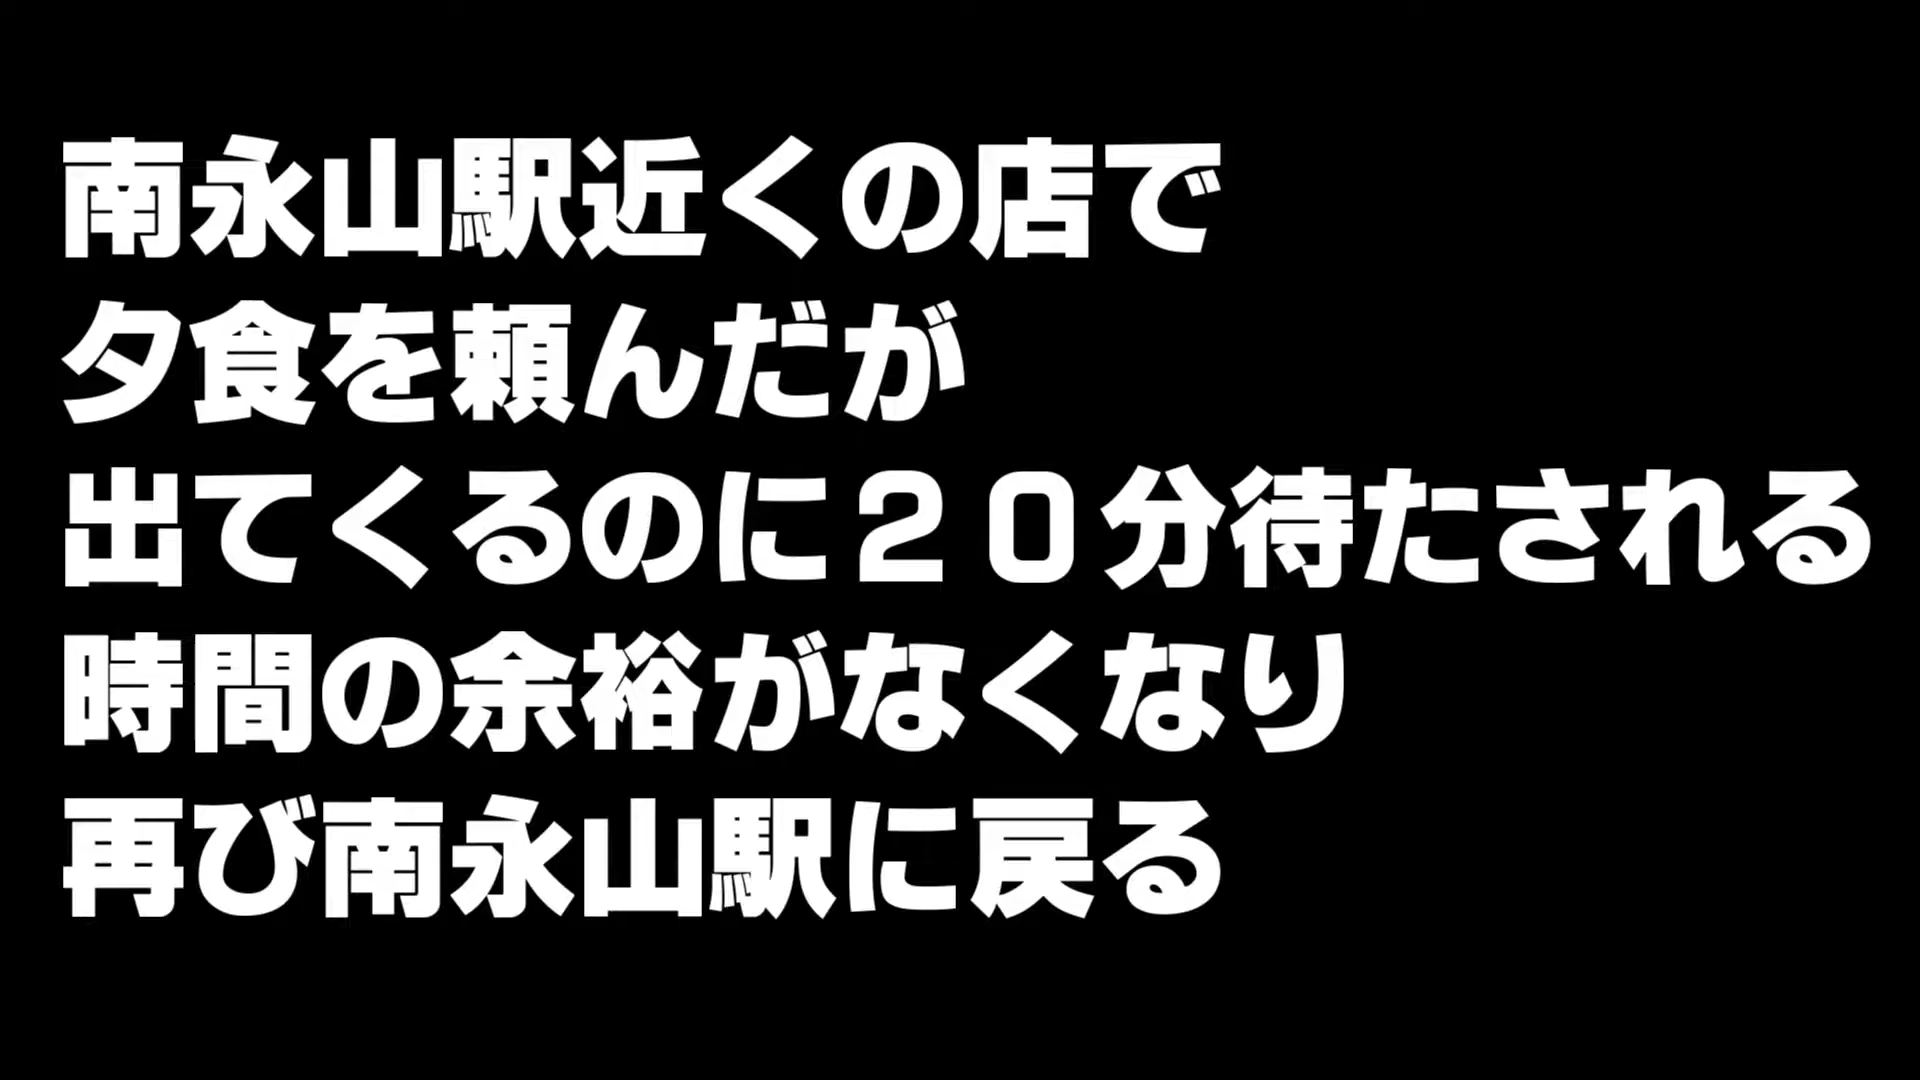 南永山駅近くの店で
夕食を頼んだが
出てくるのに２０分待たされる
時間の余裕がなくなり
再び南永山駅に戻る